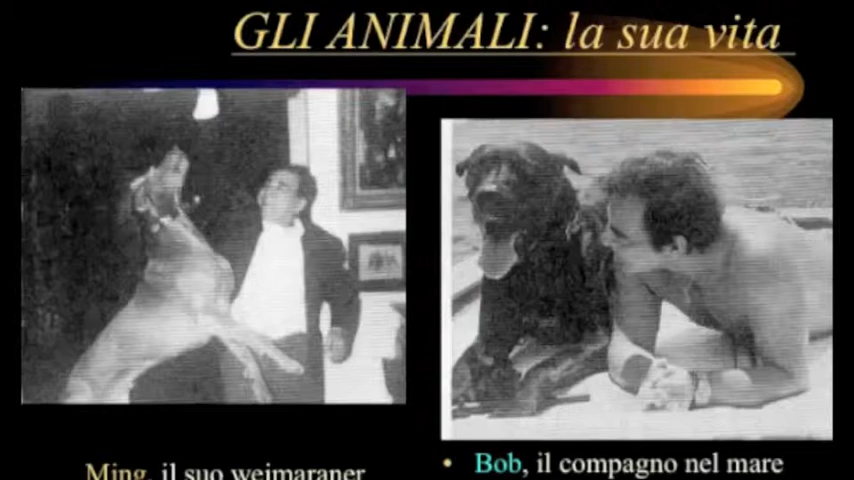 GLI ANIMALI: la sua vita
Ming, il suo weimaraner
• Bob, il compagno nel mare